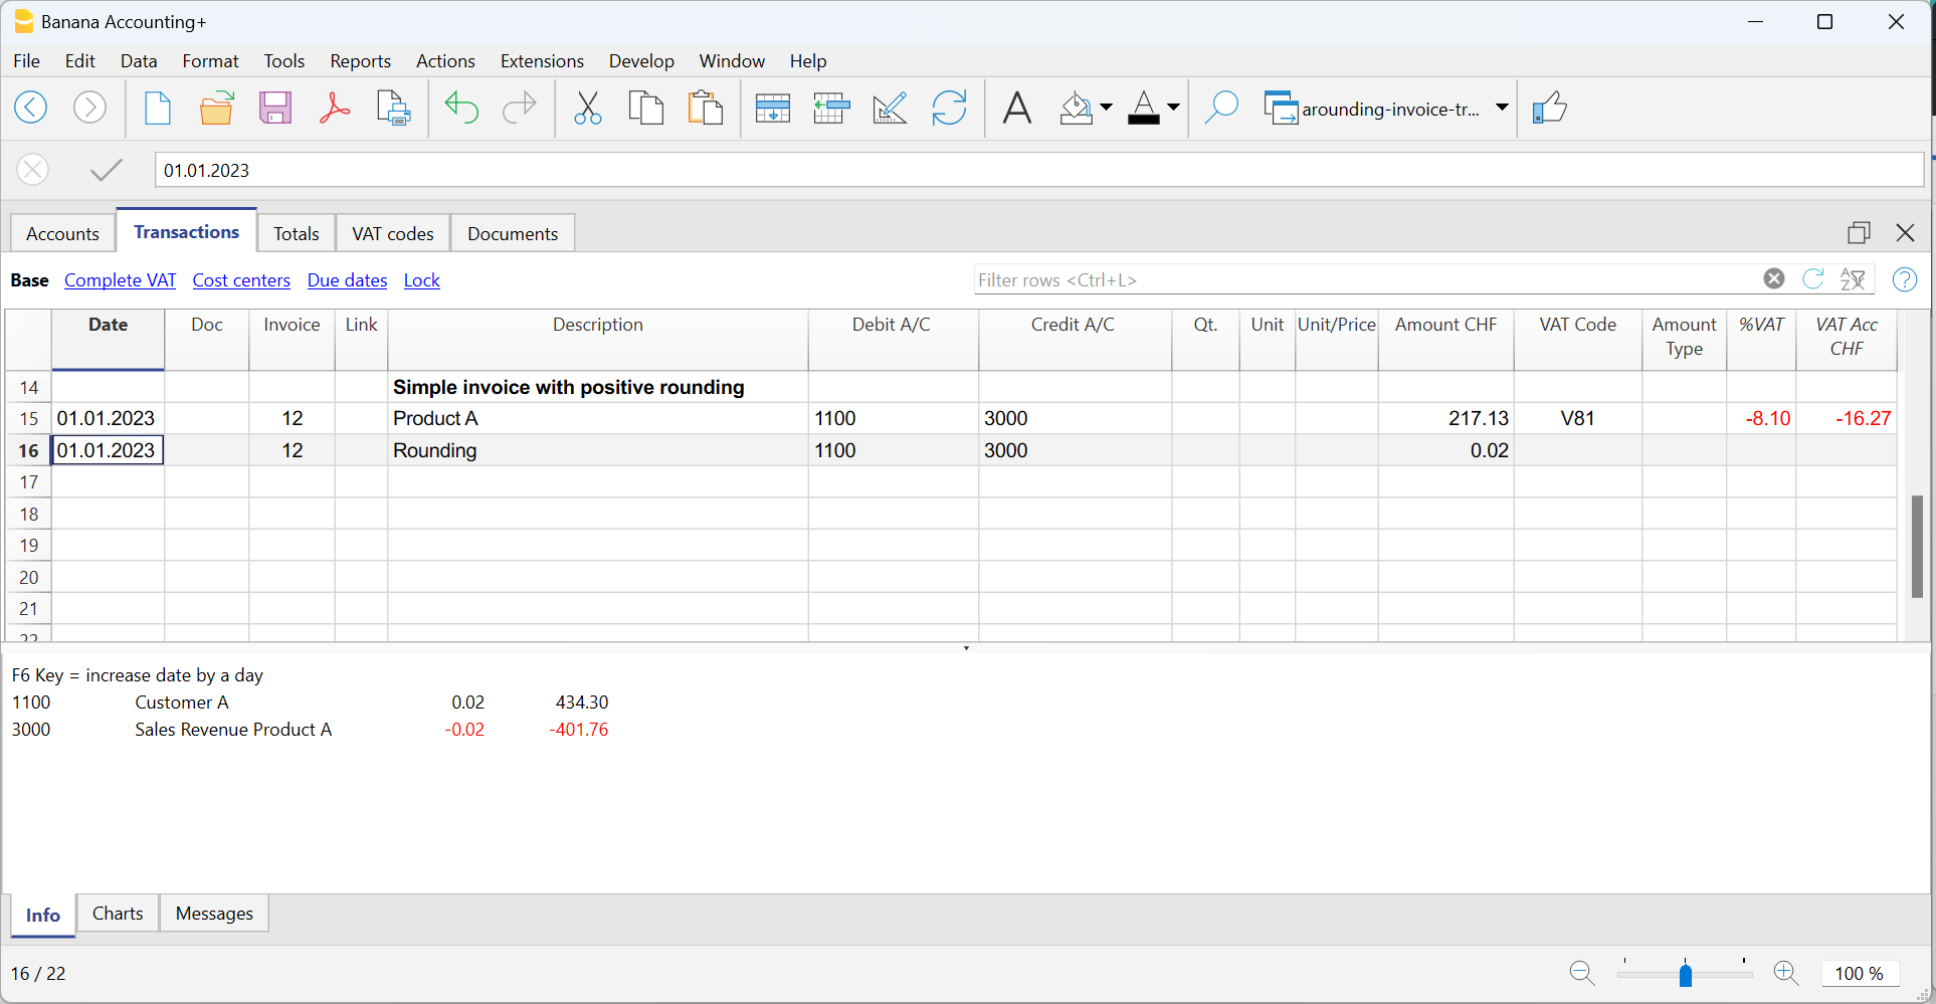 Banana Accounting+
File Edit Data Format Tools Reports Actions Extensions Develop Window Help
arounding-invoice-tr...
01.01.2023
Accounts Transactions Totals VAT codes Documents
Base Complete VAT Cost centers Due dates Lock Filter rows <Ctrl+L>
Date Doc Invoice Link Description Debit A/C Credit A/C Qt. Unit Unit/Price Amount CHF VAT Code Amount Type %VAT VAT Acc CHF
14 Simple invoice with positive rounding
15 01.01.2023 12 Product A 1100 3000 217.13 V81 -8.10 -16.27
16 01.01.2023 12 Rounding 1100 3000 0.02
17
18
19
20
21
22
F6 Key = increase date by a day
1100 Customer A 0.02 434.30
3000 Sales Revenue Product A -0.02 -401.76
Info Charts Messages
16 / 22 100 %